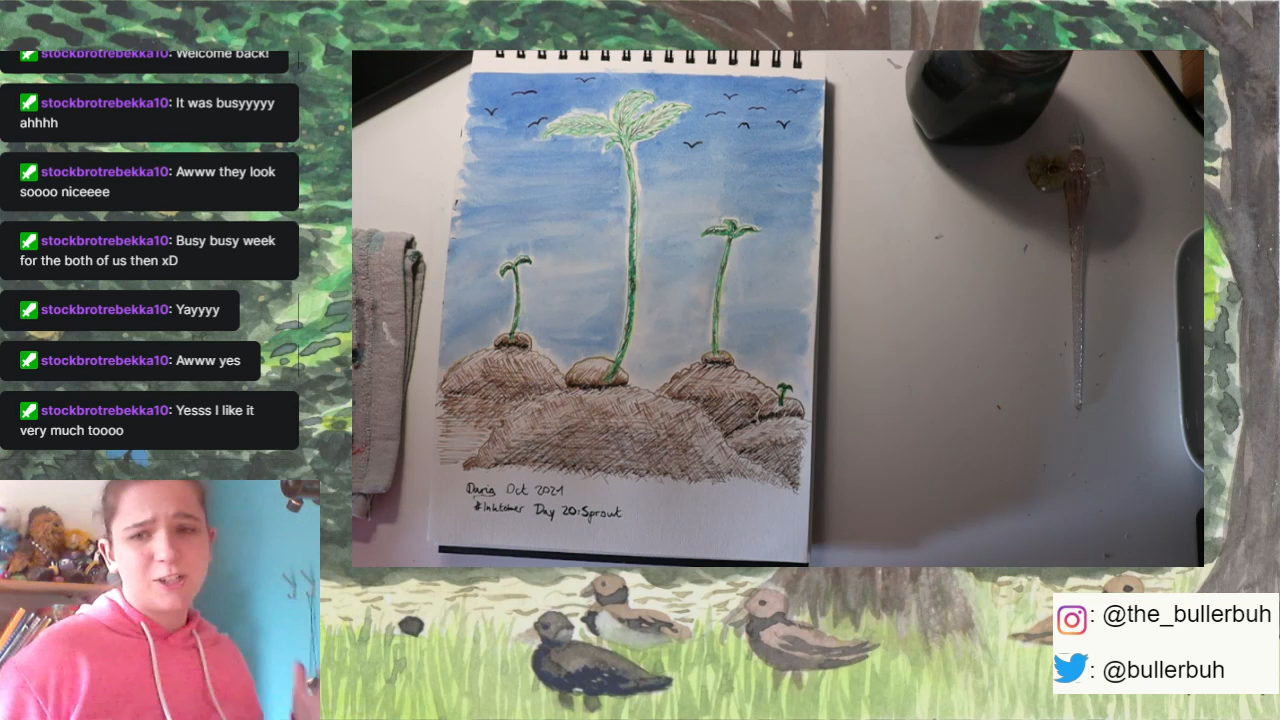 stockbrotrebekka10: Welcome back!
stockbrotrebekka10: It was busyyyyy
ahhhh
stockbrotrebekka10: Awww they look
soooo niceeee
stockbrotrebekka10: Busy busy week
for the both of us then xD
stockbrotrebekka10: Yayyyy
stockbrotrebekka10: Awww yes
stockbrotrebekka10: Yesss I like it
very much toooo
Daria Oct 2021
#Inktober Day 20: Sprout
: @the_bullerbuh
: @bullerbuh